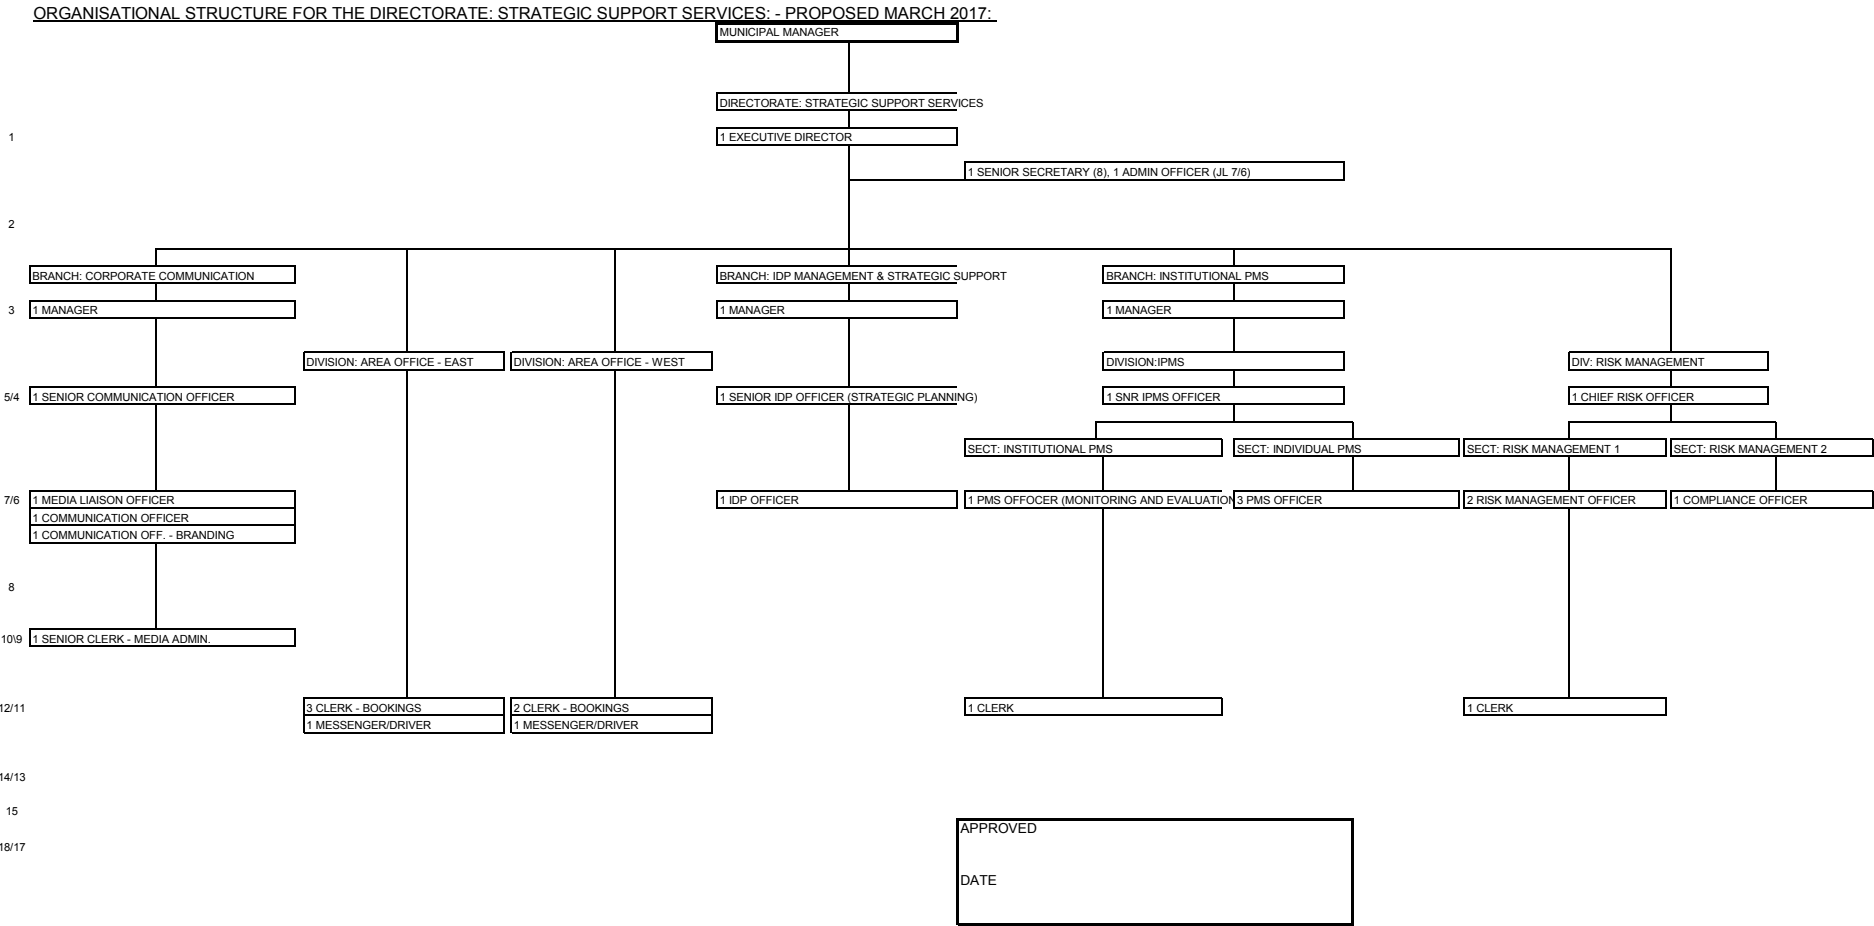 ORGANISATIONAL STRUCTURE FOR THE DIRECTORATE: STRATEGIC SUPPORT SERVICES: - PROPOSED MARCH 2017:
MUNICIPAL MANAGER
DIRECTORATE: STRATEGIC SUPPORT SERVICES
1
1 EXECUTIVE DIRECTOR
1 SENIOR SECRETARY (8), 1 ADMIN OFFICER (JL 7/6)
2
BRANCH: CORPORATE COMMUNICATION
BRANCH: IDP MANAGEMENT & STRATEGIC SUPPORT
BRANCH: INSTITUTIONAL PMS
3
1 MANAGER
1 MANAGER
1 MANAGER
DIVISION: AREA OFFICE - EAST
DIVISION: AREA OFFICE - WEST
DIVISION:IPMS
DIV: RISK MANAGEMENT
5/4
1 SENIOR COMMUNICATION OFFICER
1 SENIOR IDP OFFICER (STRATEGIC PLANNING)
1 SNR IPMS OFFICER
1 CHIEF RISK OFFICER
SECT: INSTITUTIONAL PMS
SECT: INDIVIDUAL PMS
SECT: RISK MANAGEMENT 1
SECT: RISK MANAGEMENT 2
7/6
1 MEDIA LIAISON OFFICER
1 IDP OFFICER
1 PMS OFFOCER (MONITORING AND EVALUATION
3 PMS OFFICER
2 RISK MANAGEMENT OFFICER
1 COMPLIANCE OFFICER
1 COMMUNICATION OFFICER
1 COMMUNICATION OFF. - BRANDING
8
10\9
1 SENIOR CLERK - MEDIA ADMIN.
12/11
3 CLERK - BOOKINGS
2 CLERK - BOOKINGS
1 CLERK
1 CLERK
1 MESSENGER/DRIVER
1 MESSENGER/DRIVER
14/13
15
APPROVED
18/17
DATE